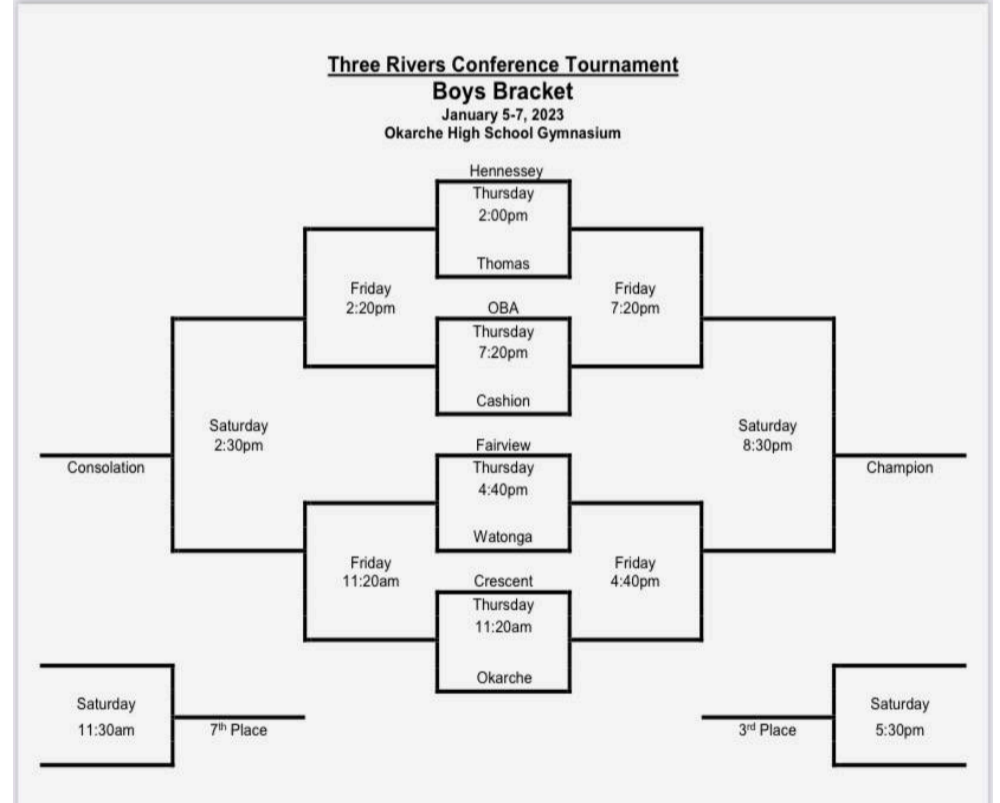 Three Rivers Conference Tournament
Boys Bracket
January 5-7, 2023
Okarche High School Gymnasium
Hennessey
Thursday
2:00pm
Thomas
Friday
2:20pm
Friday
7:20pm
OBA
Thursday
7:20pm
Cashion
Saturday
2:30pm
Saturday
8:30pm
Fairview
Consolation
Thursday
4:40pm
Champion
Watonga
Friday
11:20am
Friday
4:40pm
Crescent
Thursday
11:20am
Okarche
Saturday
11:30am
7th Place
3rd Place
Saturday
5:30pm